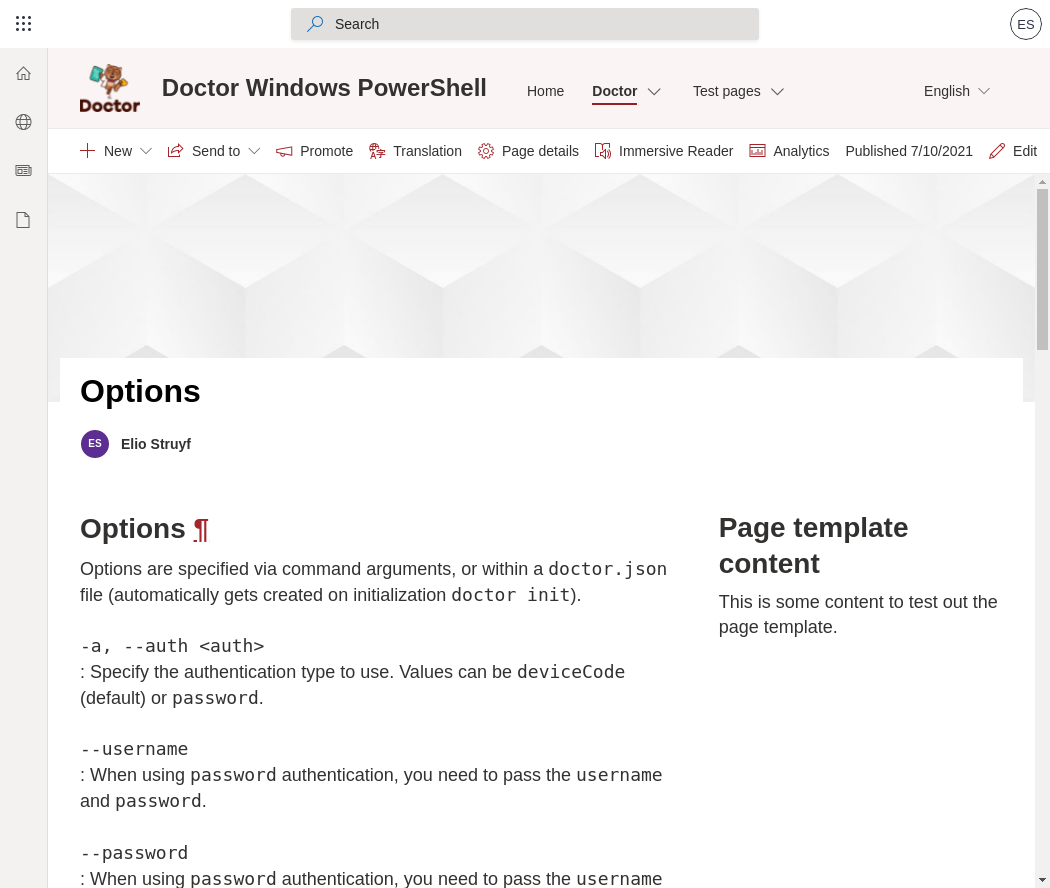 Search
ES
Doctor
Doctor Windows PowerShell
Home Doctor Test pages
English
New Send to Promote Translation Page details Immersive Reader Analytics Published 7/10/2021 Edit
Options
ES Elio Struyf
Options ¶
Options are specified via command arguments, or within a doctor.json
file (automatically gets created on initialization doctor init).
-a, --auth <auth>
: Specify the authentication type to use. Values can be deviceCode
(default) or password.
--username
: When using password authentication, you need to pass the username
and password.
--password
: When using password authentication, you need to pass the username
Page template
content
This is some content to test out the
page template.